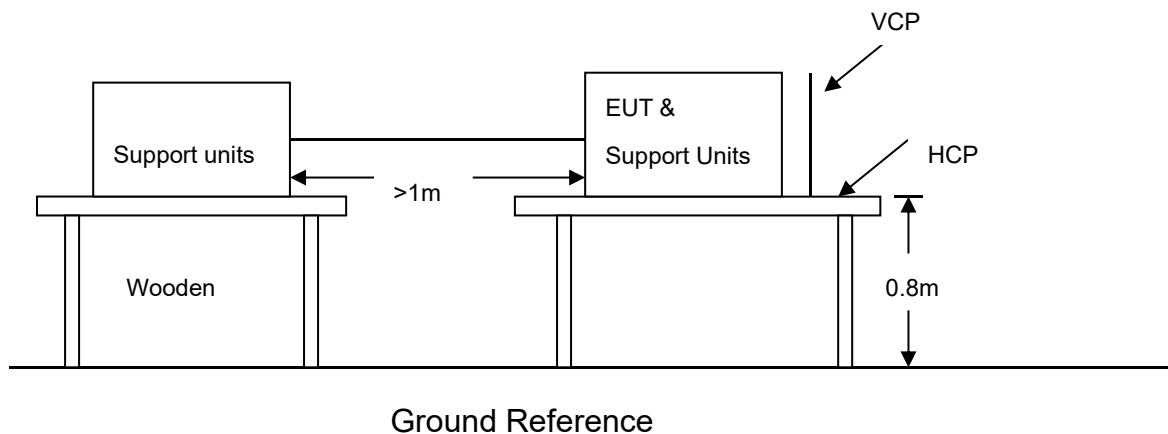 VCP
EUT &
Support units
Support Units
HCP
>1m
Wooden
0.8m
Ground Reference